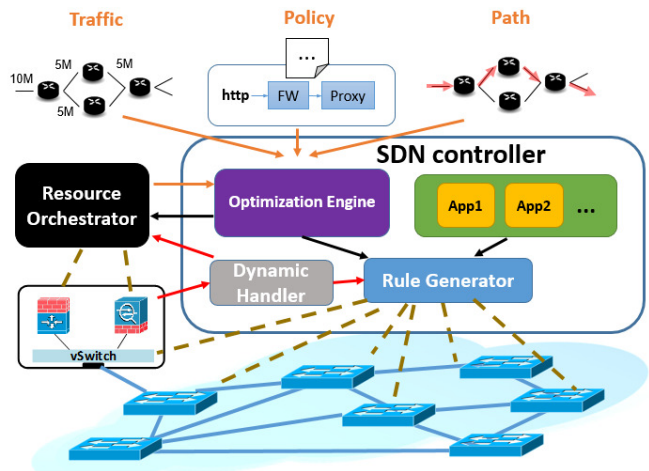 Traffic
Policy
Path
...
10M
5M
5M
5M
http
FW
Proxy
SDN controller
Resource
Orchestrator
Optimization Engine
App1
App2
...
Dynamic
Handler
Rule Generator
vSwitch